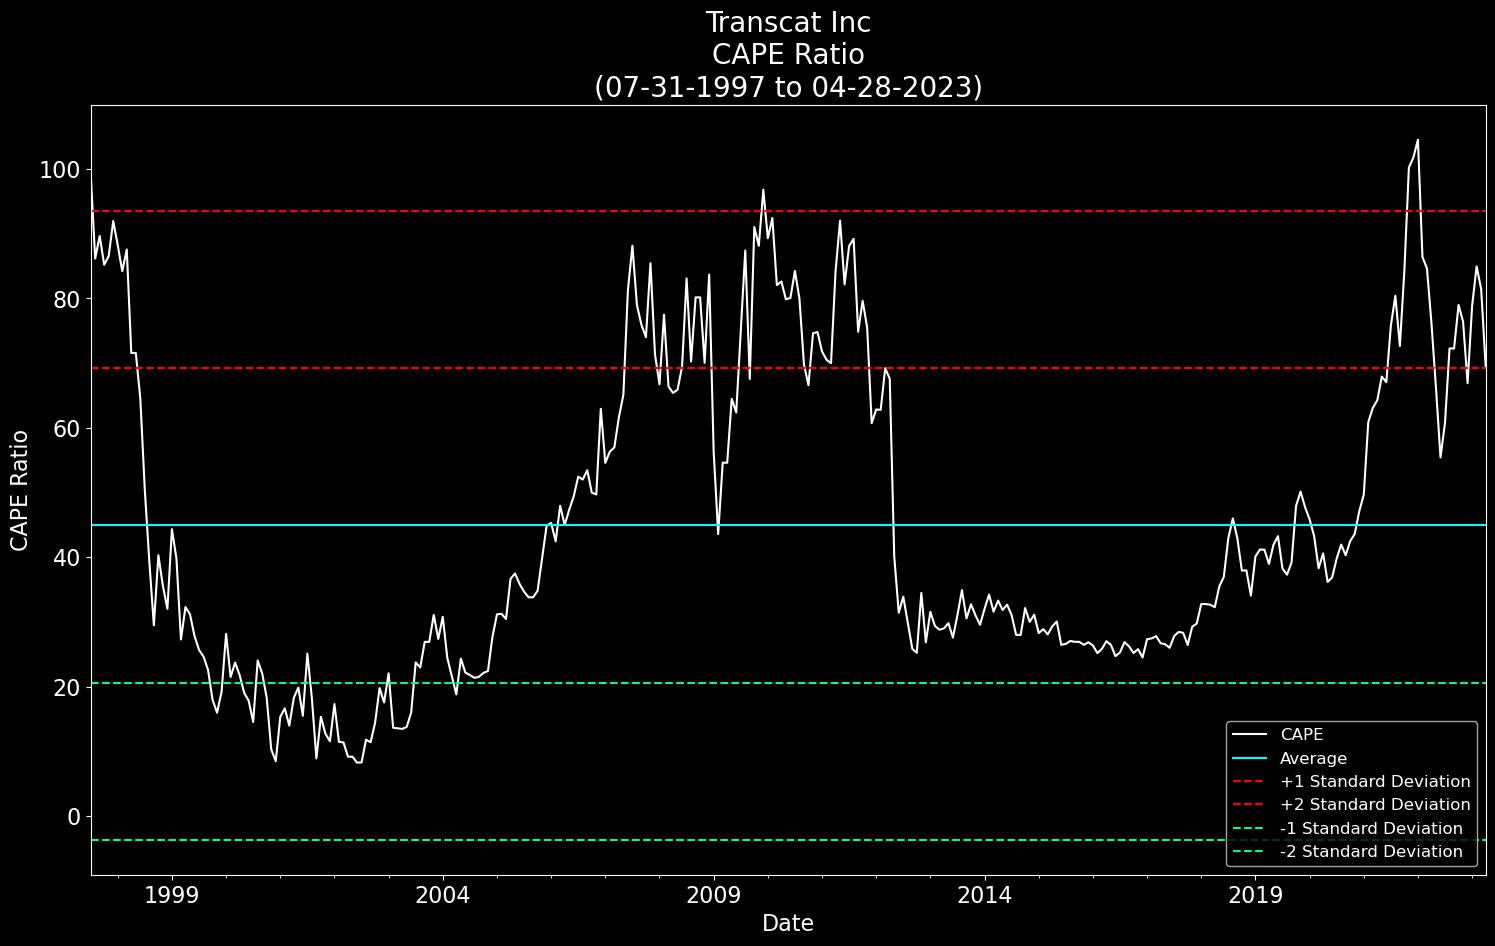 Transcat Inc
CAPE Ratio
(07-31-1997 to 04-28-2023)
CAPE Ratio
100
80
60
40
20
0
1999
2004
2009
2014
2019
Date
CAPE
Average
+1 Standard Deviation
+2 Standard Deviation
-1 Standard Deviation
-2 Standard Deviation